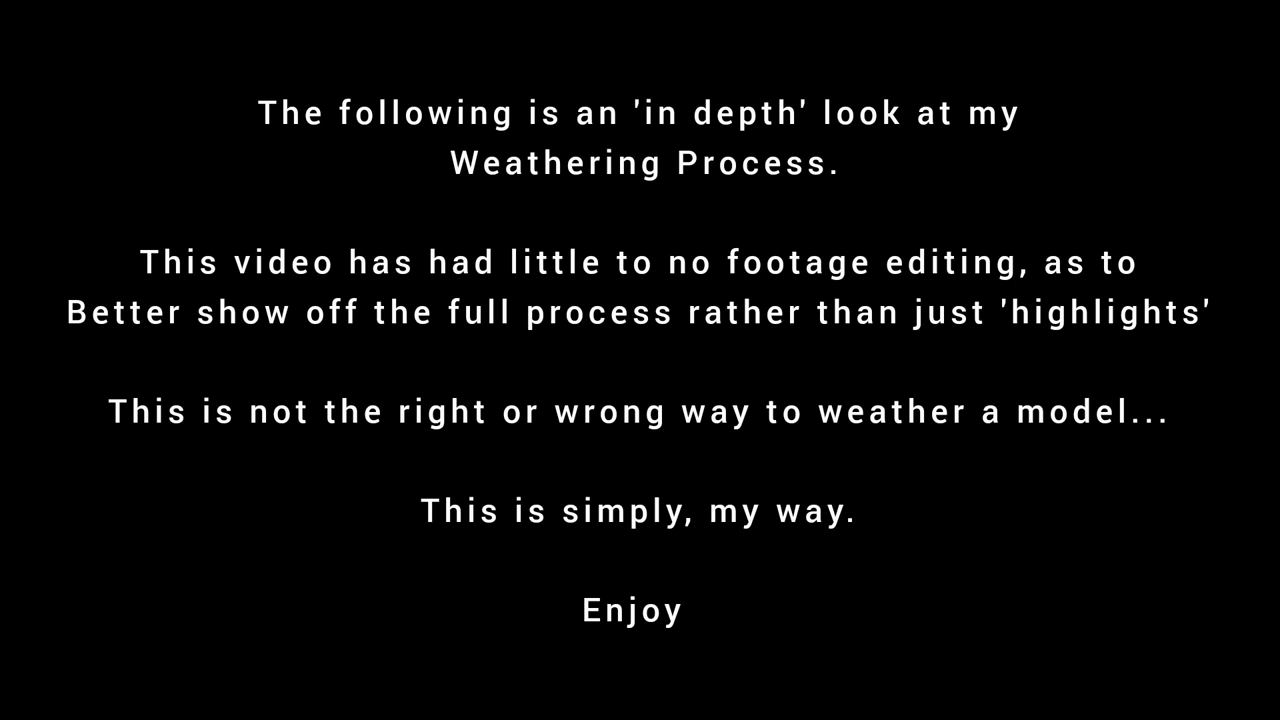 The following is an 'in depth' look at my
Weathering Process.
This video has had little to no footage editing, as to
Better show off the full process rather than just 'highlights'
This is not the right or wrong way to weather a model...
This is simply, my way.
Enjoy